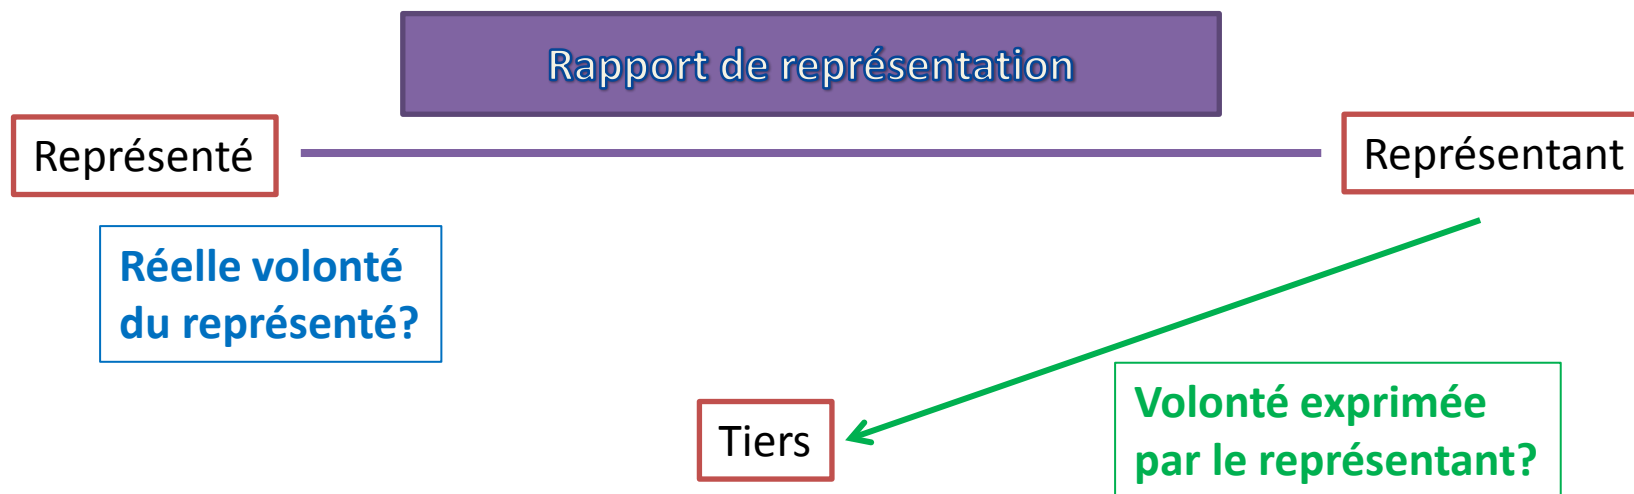 Rapport de représentation
Représenté
Représentant
Réelle volonté
du représenté?
Tiers
Volonté exprimée
par le représentant?